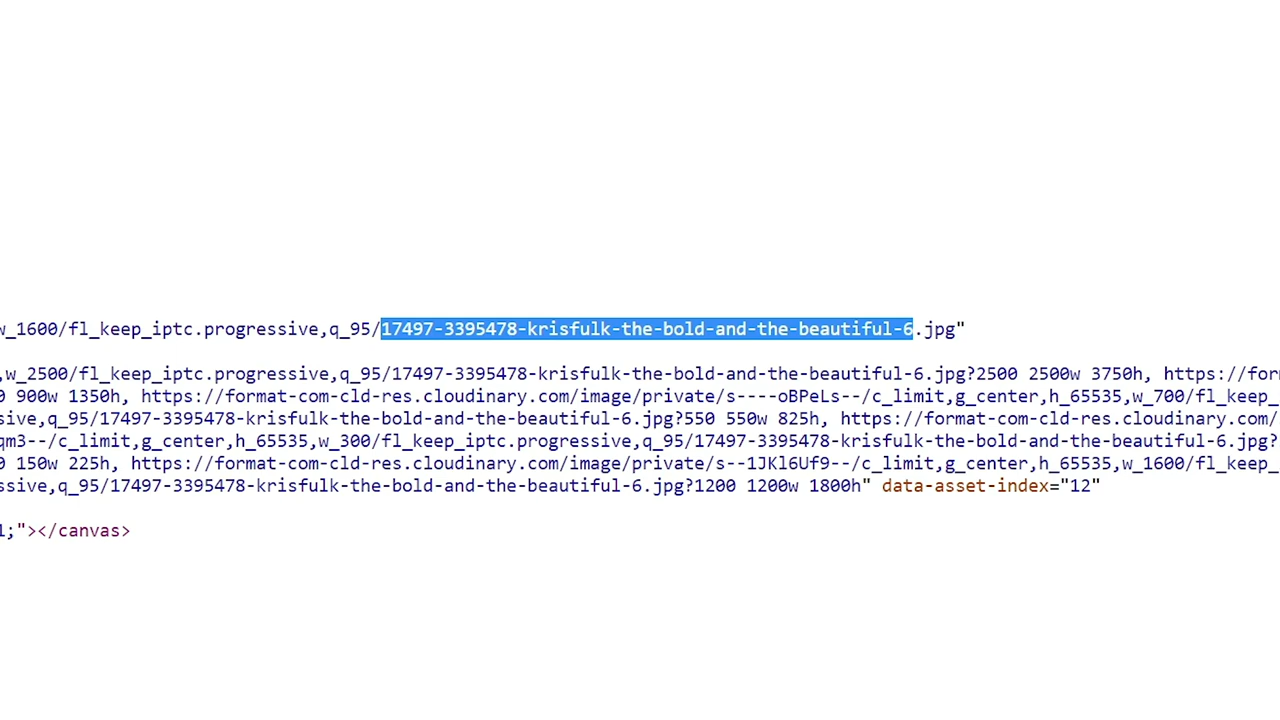 w_1600/fl_keep_iptc.progressive,q_95/17497-3395478-krisfulk-the-bold-and-the-beautiful-6.jpg"
,w_2500/fl_keep_iptc.progressive,q_95/17497-3395478-krisfulk-the-bold-and-the-beautiful-6.jpg?2500 2500w 3750h, https://for
0 900w 1350h, https://format-com-cld-res.cloudinary.com/image/private/s----oBPeLs--/c_limit,g_center,h_65535,w_700/fl_keep_
sive,q_95/17497-3395478-krisfulk-the-bold-and-the-beautiful-6.jpg?550 550w 825h, https://format-com-cld-res.cloudinary.com/
qm3--/c_limit,g_center,h_65535,w_300/fl_keep_iptc.progressive,q_95/17497-3395478-krisfulk-the-bold-and-the-beautiful-6.jpg?
0 150w 225h, https://format-com-cld-res.cloudinary.com/image/private/s--1JKl6Uf9--/c_limit,g_center,h_65535,w_1600/fl_keep_
ssive,q_95/17497-3395478-krisfulk-the-bold-and-the-beautiful-6.jpg?1200 1200w 1800h" data-asset-index="12"
l;"></canvas>